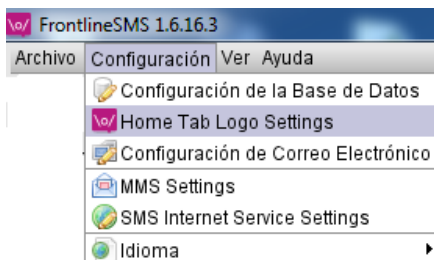 FrontlineSMS 1.6.16.3
Archivo Configuración Ver Ayuda
Configuración de la Base de Datos
\o/ Home Tab Logo Settings
Configuración de Correo Electrónico
MMS Settings
SMS Internet Service Settings
Idioma